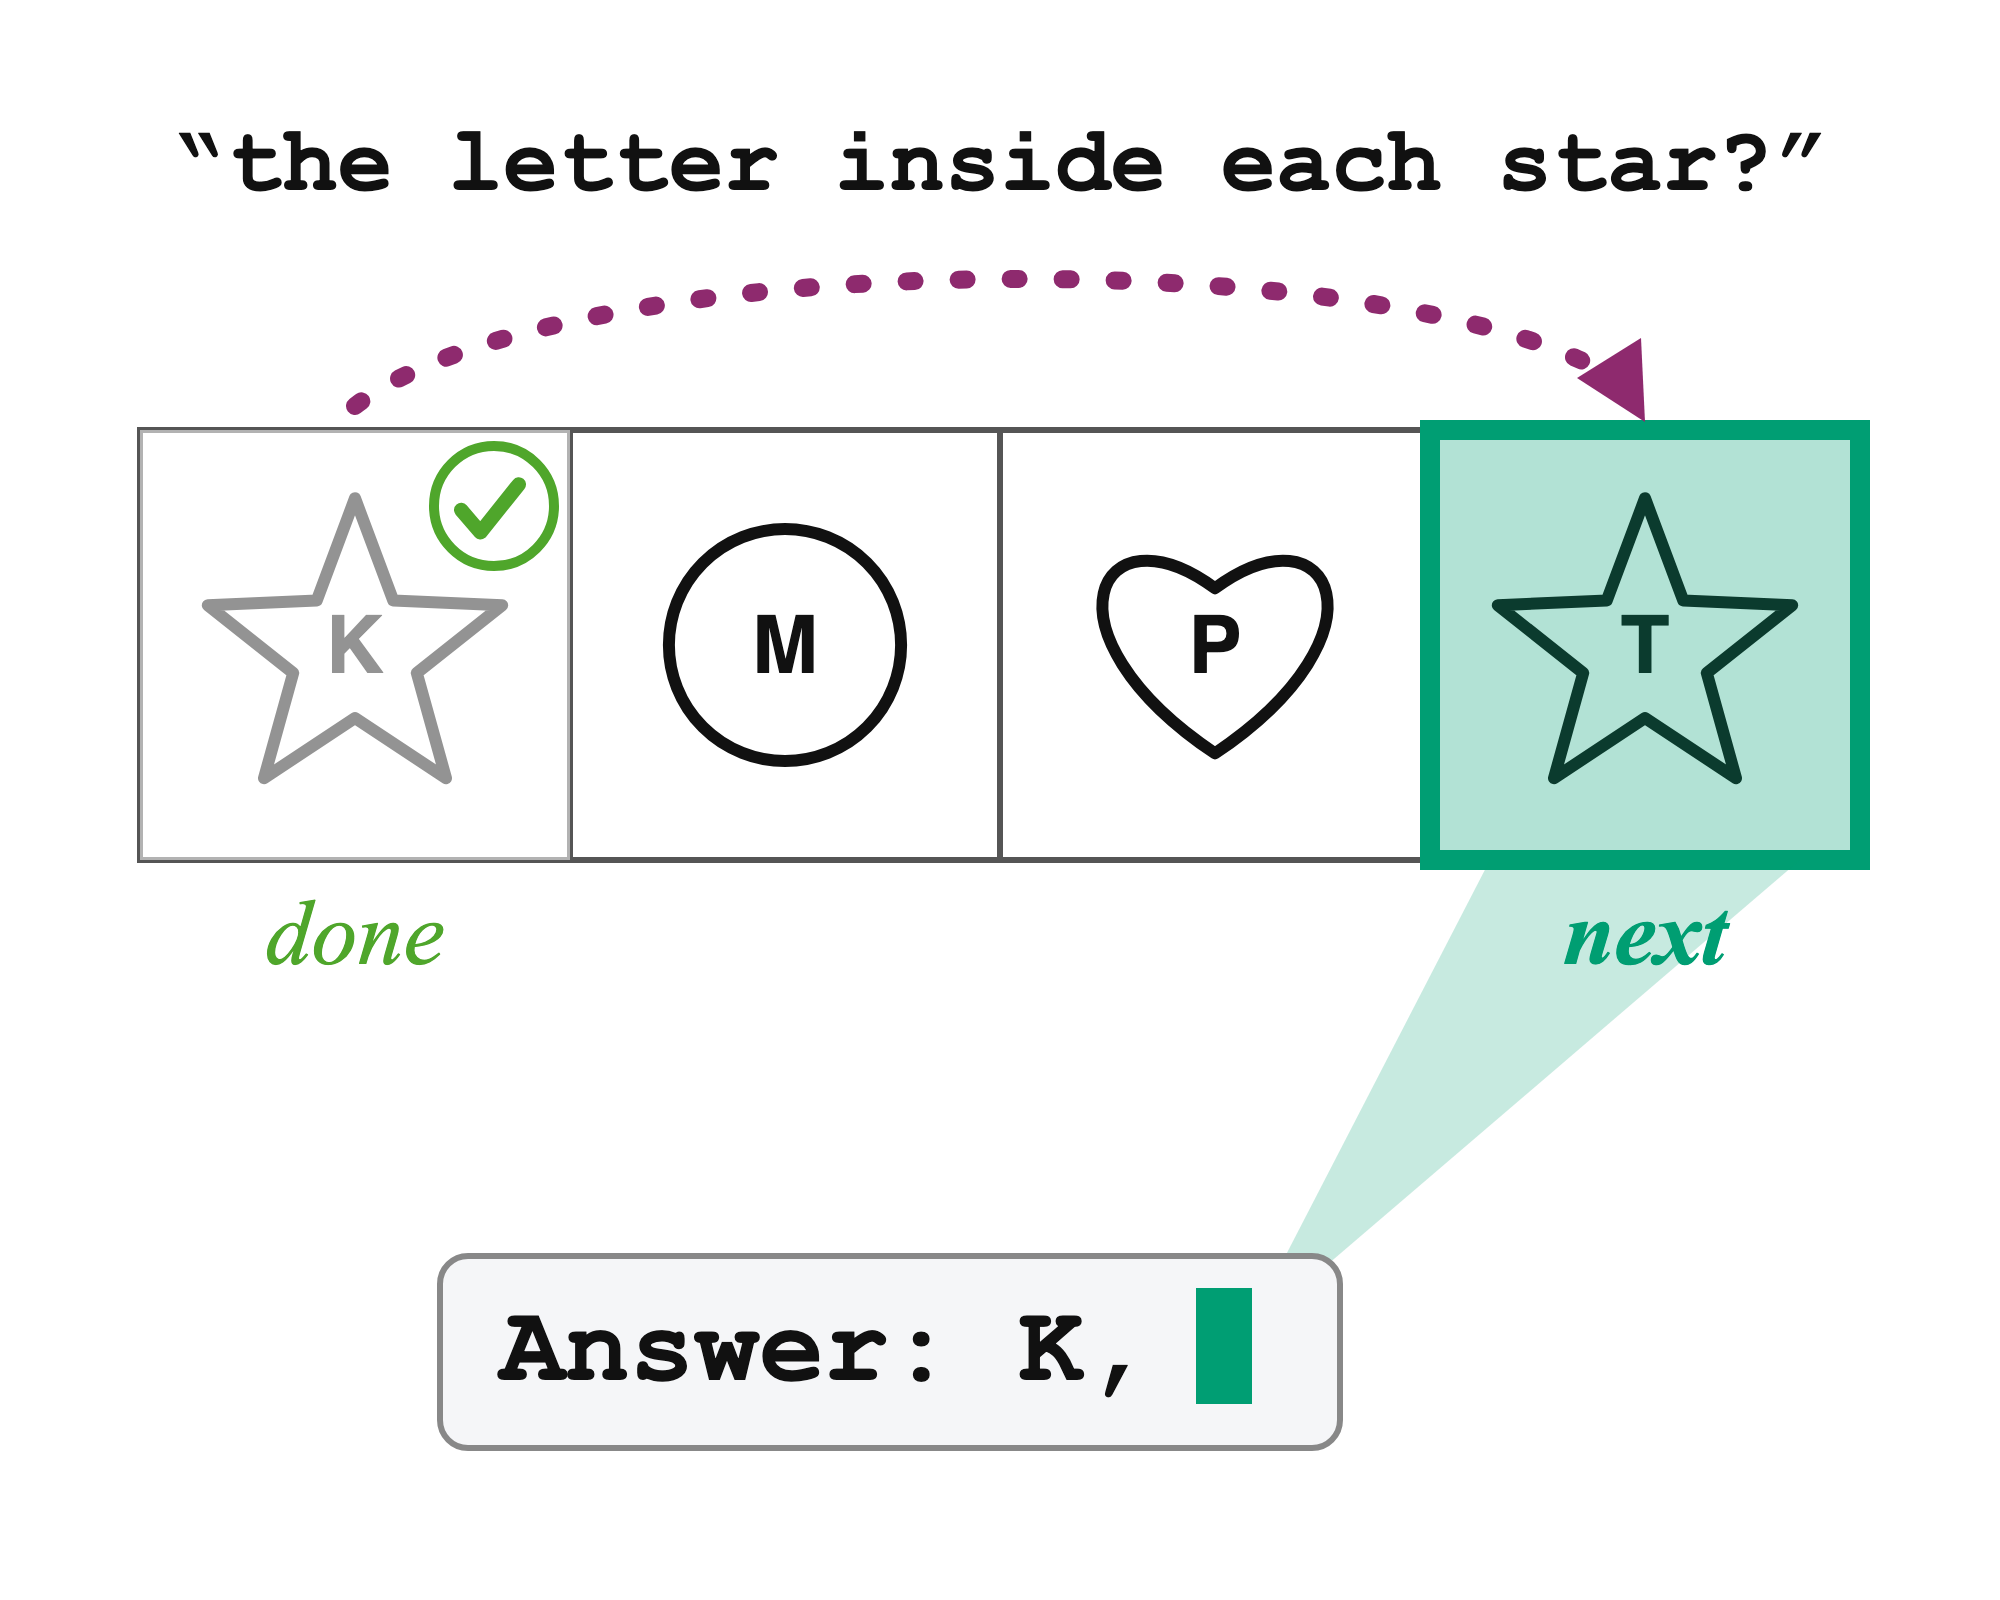 “the letter inside each star?”
K M P T
done next
Answer: K,